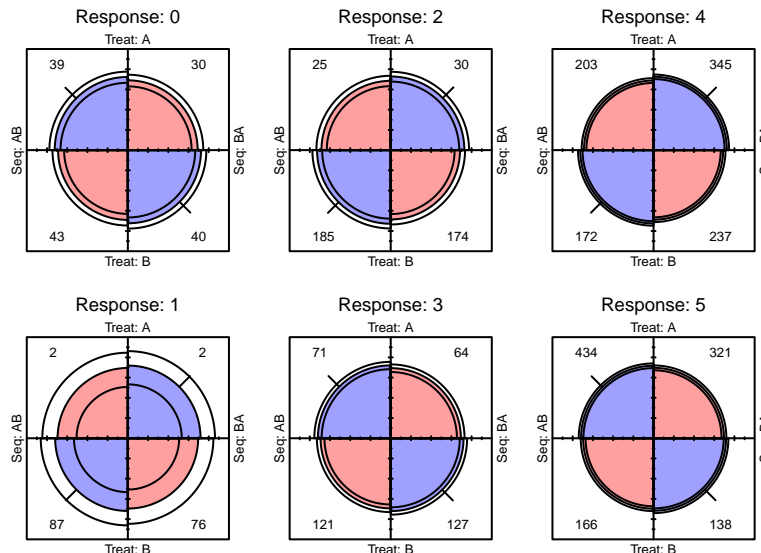 Response: 0
Treat: A
39
30
Seq: AB
Seq: BA
43
40
Treat: B
Response: 2
Treat: A
25
30
Seq: AB
Seq: BA
185
174
Treat: B
Response: 4
Treat: A
203
345
Seq: AB
172
237
Treat: B
Response: 1
Treat: A
2
2
Seq: AB
Seq: BA
87
76
Treat: B
Response: 3
Treat: A
71
64
Seq: AB
Seq: BA
121
127
Treat: B
Response: 5
Treat: A
434
321
Seq: AB
166
138
Treat: B